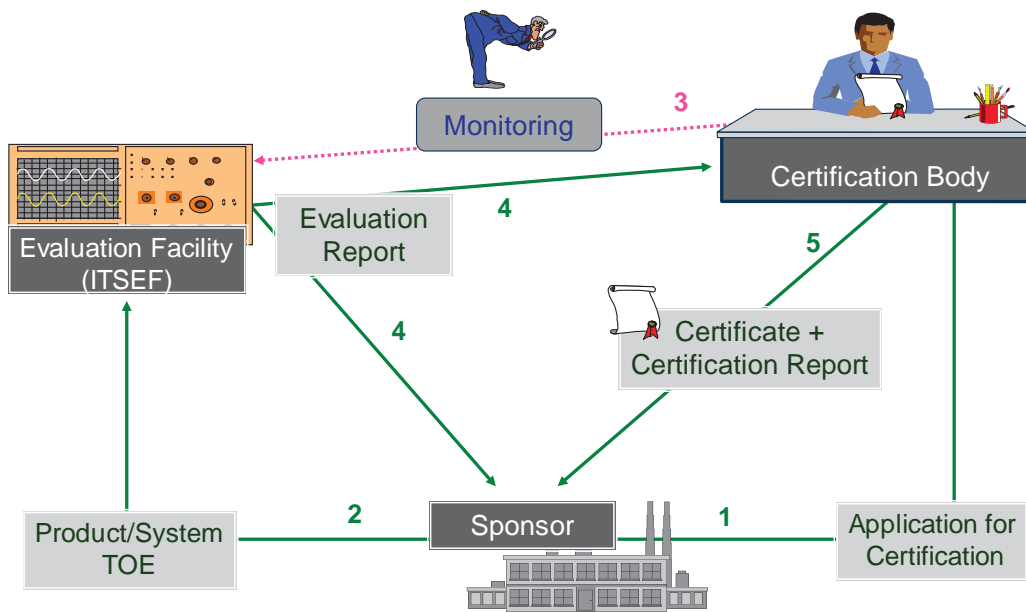 3
Monitoring
Certification Body
4
Evaluation
Report
5
Evaluation Facility
(ITSEF)
4
Certificate +
Certification Report
2
Sponsor
1
Product/System
TOE
Application for
Certification